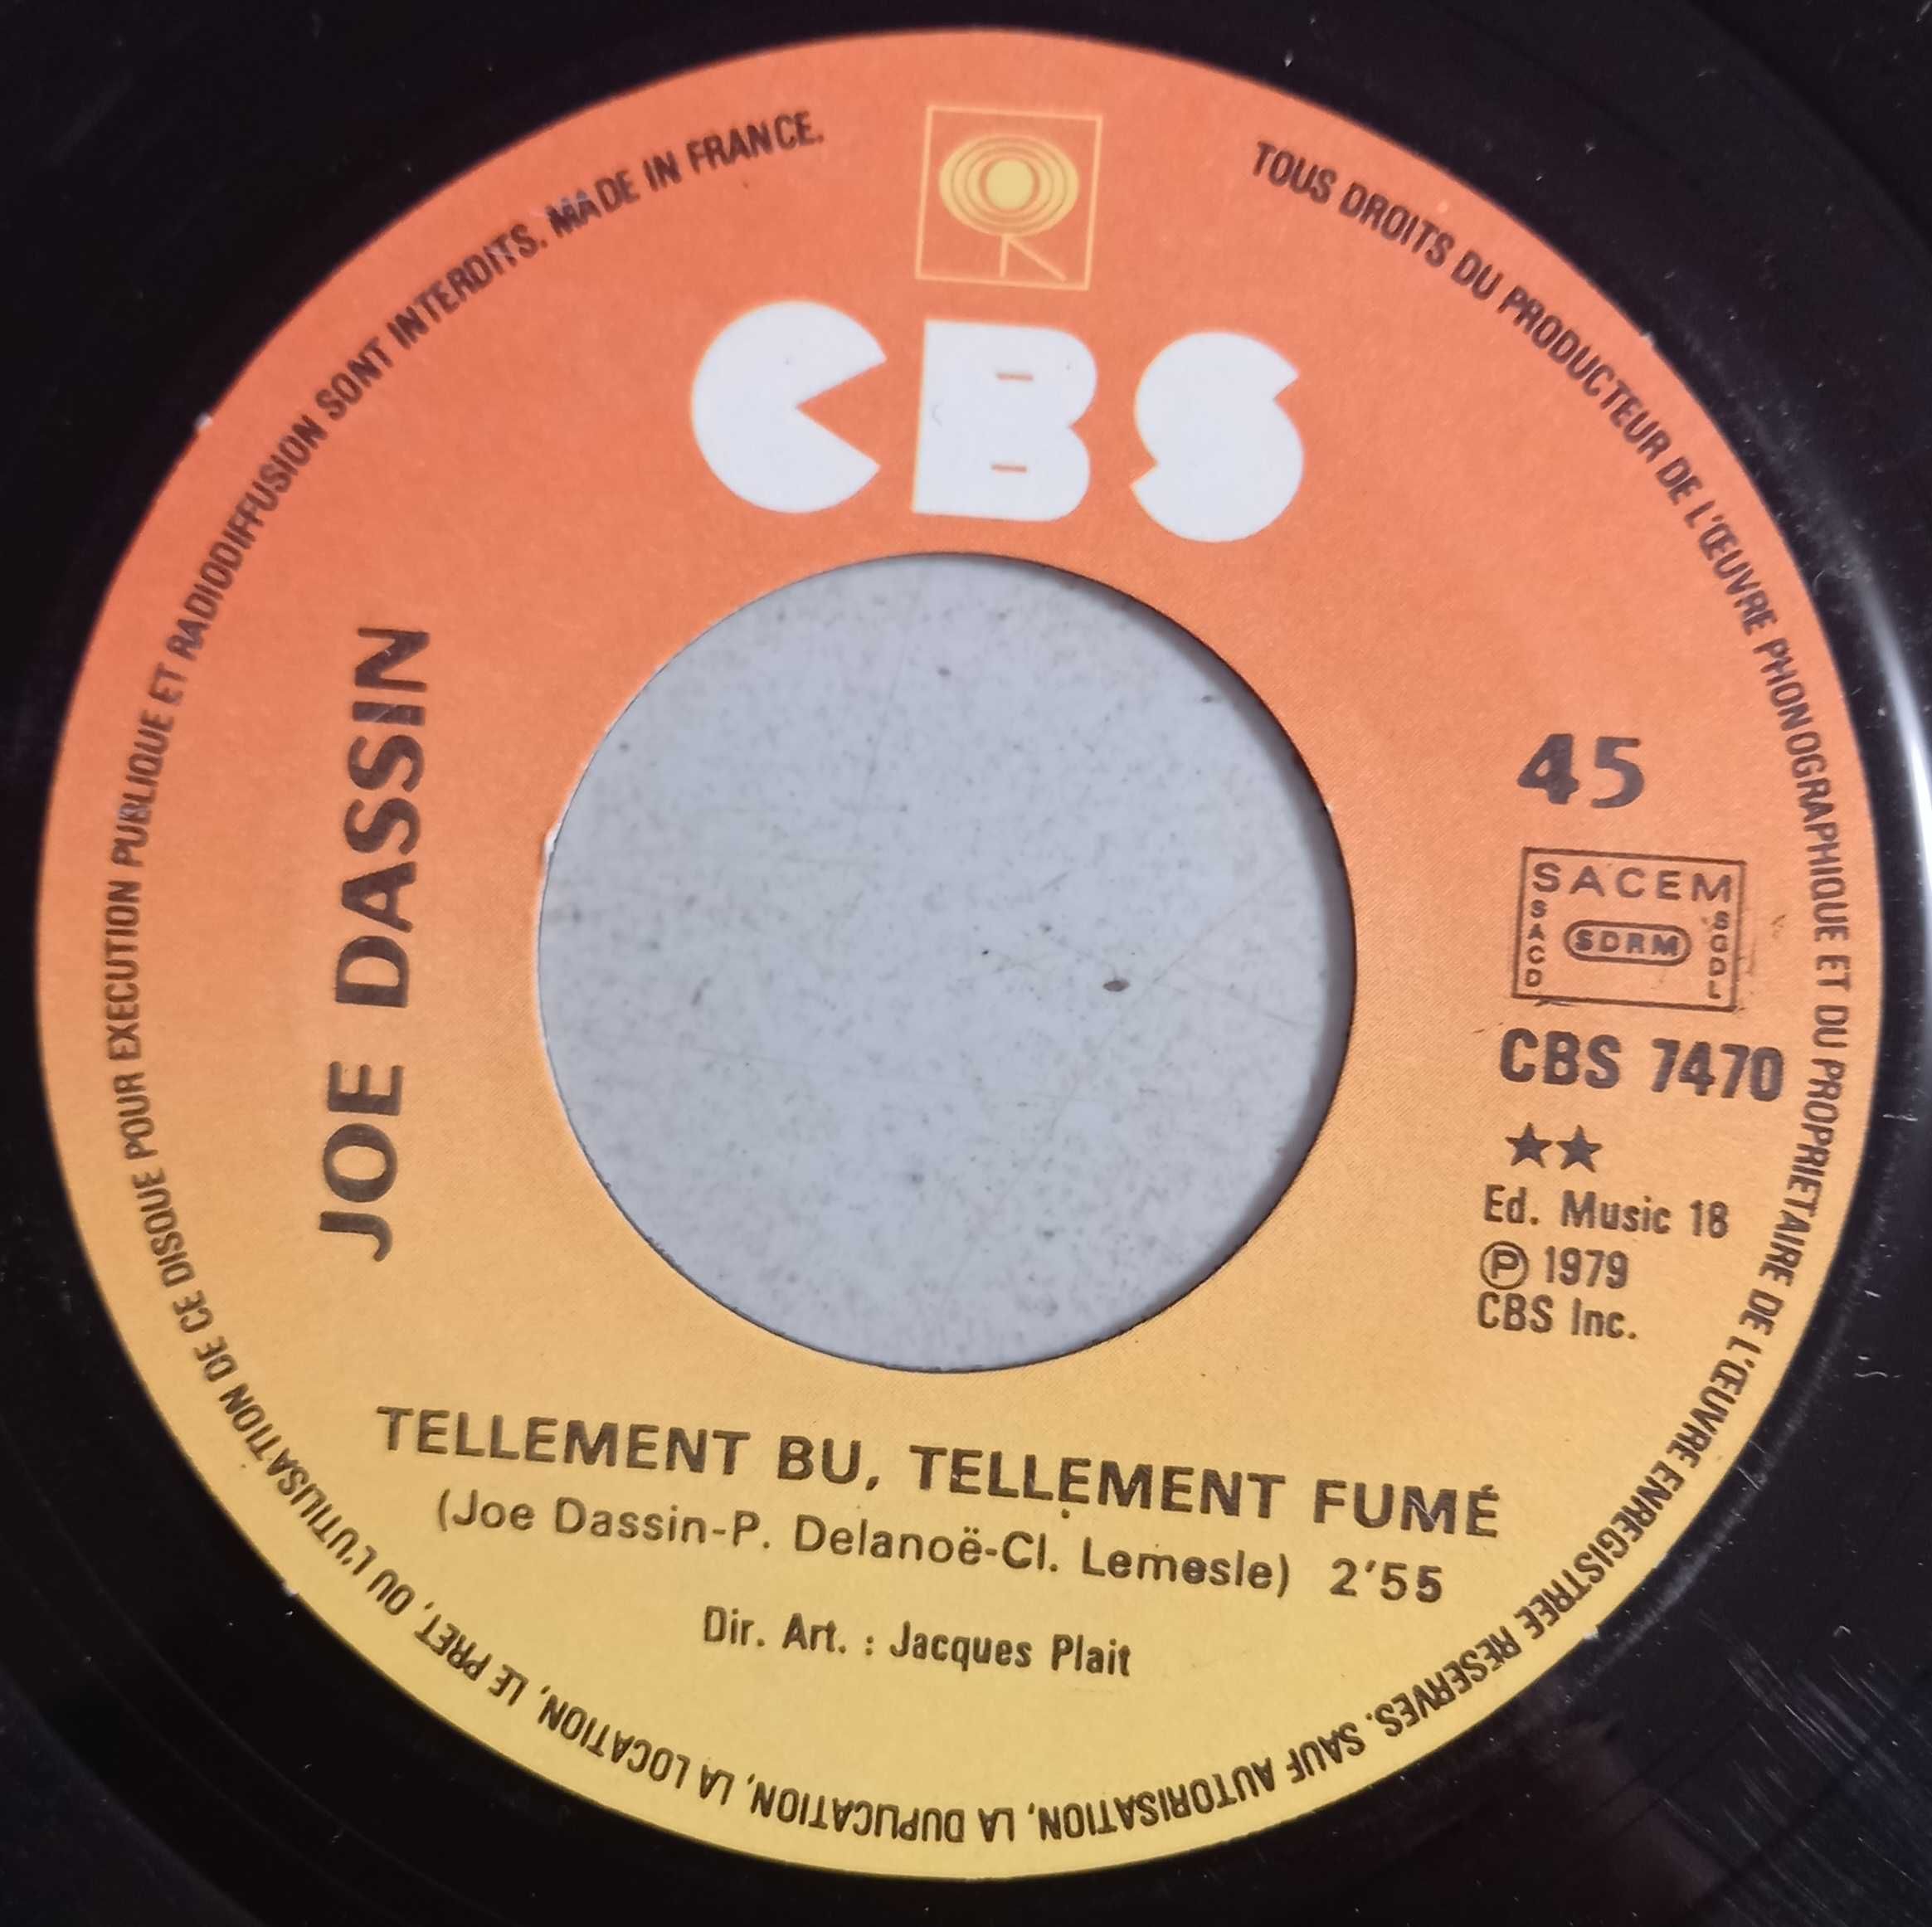 TOUS DROITS DU PRODUCTEUR DE L'ŒUVRE PHONOGRAPHIQUE ET DU PROPRIETAIRE DE L'ŒUVRE ENREGISTREE RESERVES. SAUF AUTORISATION, LA DUPLICATION, LA LOCATION, LE PRET, OU L'UTILISATION DE CE DISQUE POUR EXECUTION PUBLIQUE ET RADIODIFFUSION SONT INTERDITS. MADE IN FRANCE.
CBS
JOE DASSIN
45
SACEM
SACD
SDRM
SGDL
CBS 7470
★★
Ed. Music 18
℗ 1979
CBS Inc.
TELLEMENT BU, TELLEMENT FUMÉ
(Joe Dassin-P. Delanoë-Cl. Lemesle) 2'55
Dir. Art. : Jacques Plait